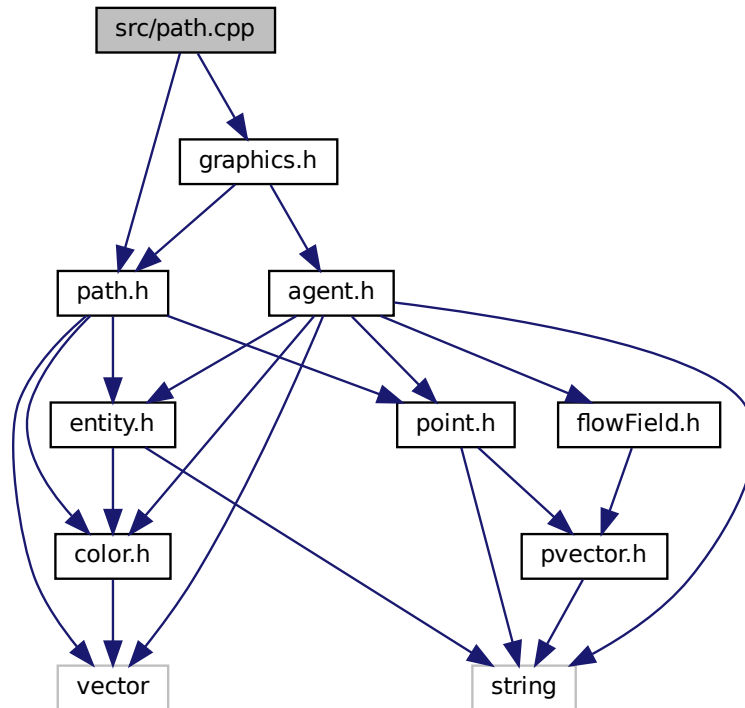 src/path.cpp
graphics.h
path.h
agent.h
entity.h
point.h
flowField.h
color.h
pvector.h
vector
string